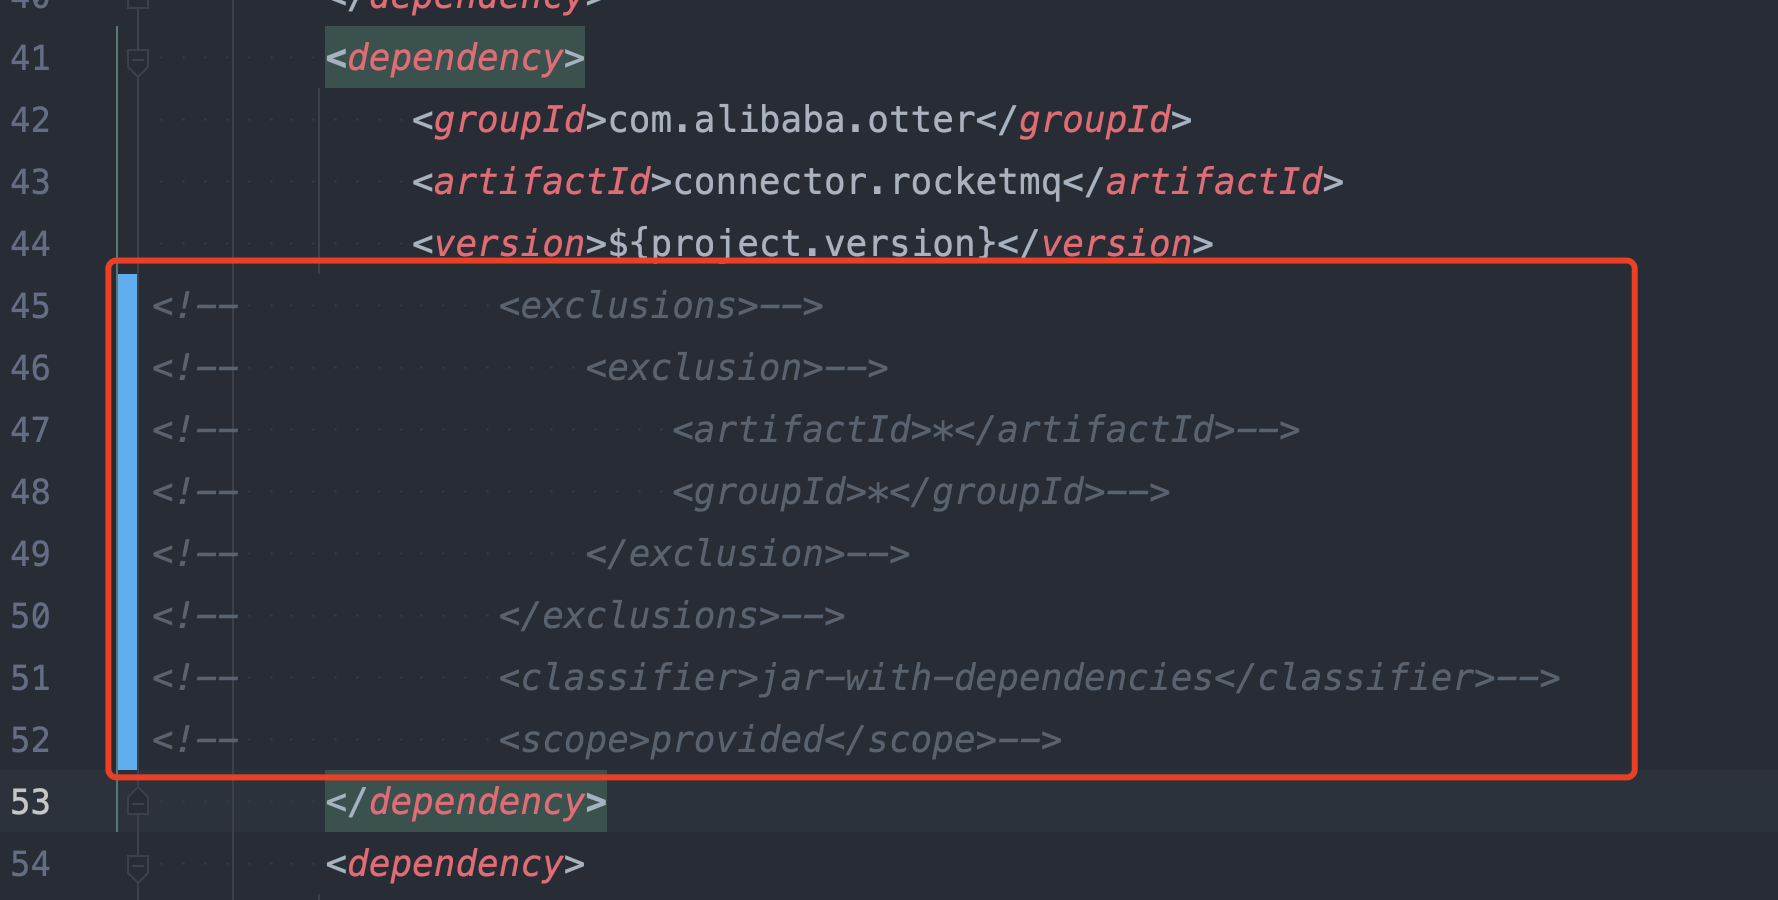 40 </dependency>
41 <dependency>
42 <groupId>com.alibaba.otter</groupId>
43 <artifactId>connector.rocketmq</artifactId>
44 <version>${project.version}</version>
45 <!-- <exclusions>-->
46 <!-- <exclusion>-->
47 <!-- <artifactId>*</artifactId>-->
48 <!-- <groupId>*</groupId>-->
49 <!-- </exclusion>-->
50 <!-- </exclusions>-->
51 <!-- <classifier>jar-with-dependencies</classifier>-->
52 <!-- <scope>provided</scope>-->
53 </dependency>
54 <dependency>